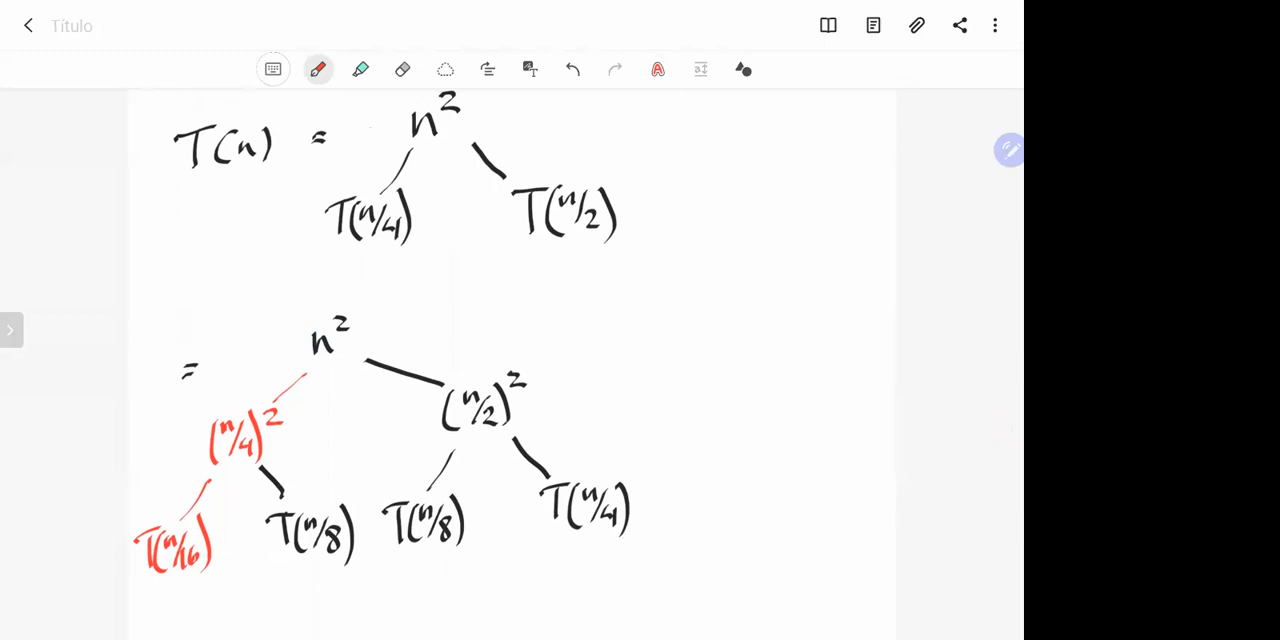 Título
T(n) = n²
T(n/4) T(n/2)
= n²
(n/4)² (n/2)²
T(n/16) T(n/8) T(n/8) T(n/4)